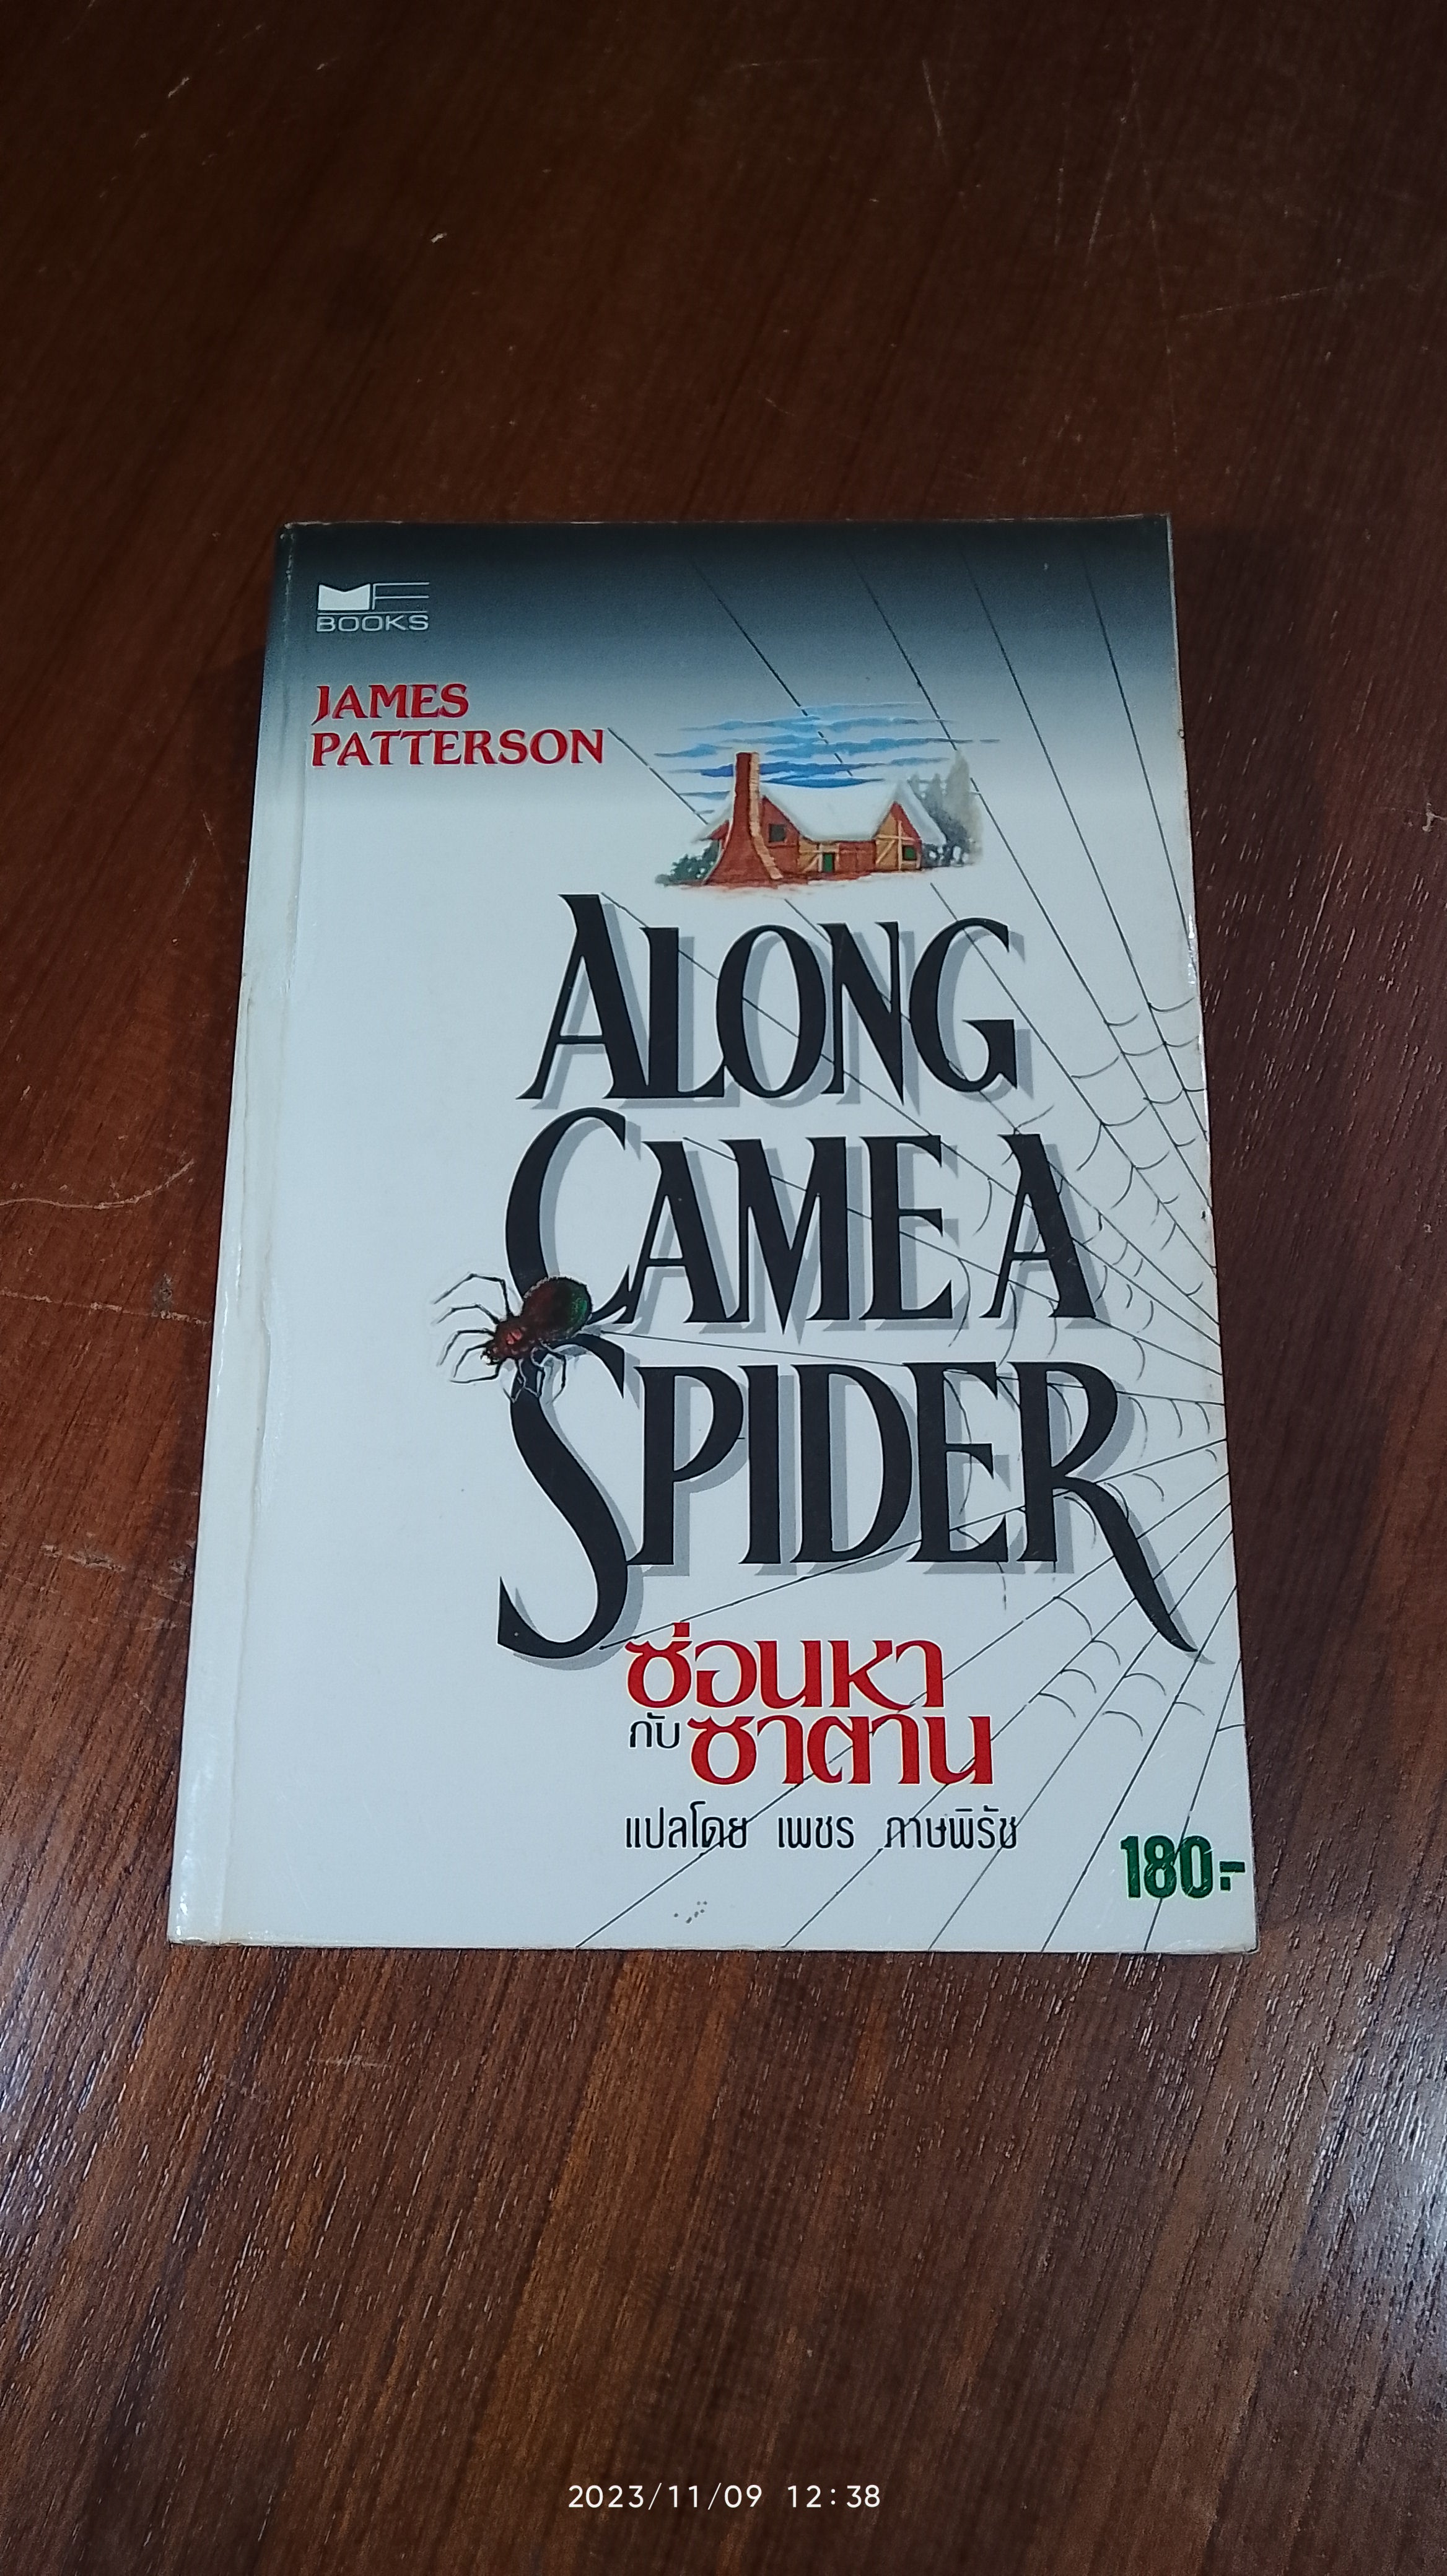 MF
BOOKS
JAMES
PATTERSON
ALONG
CAME A
SPIDER
ซ่อนหา
กับ ซาตาน
แปลโดย เพชร ภาษพิรัช
180.-
2023/11/09 12:38